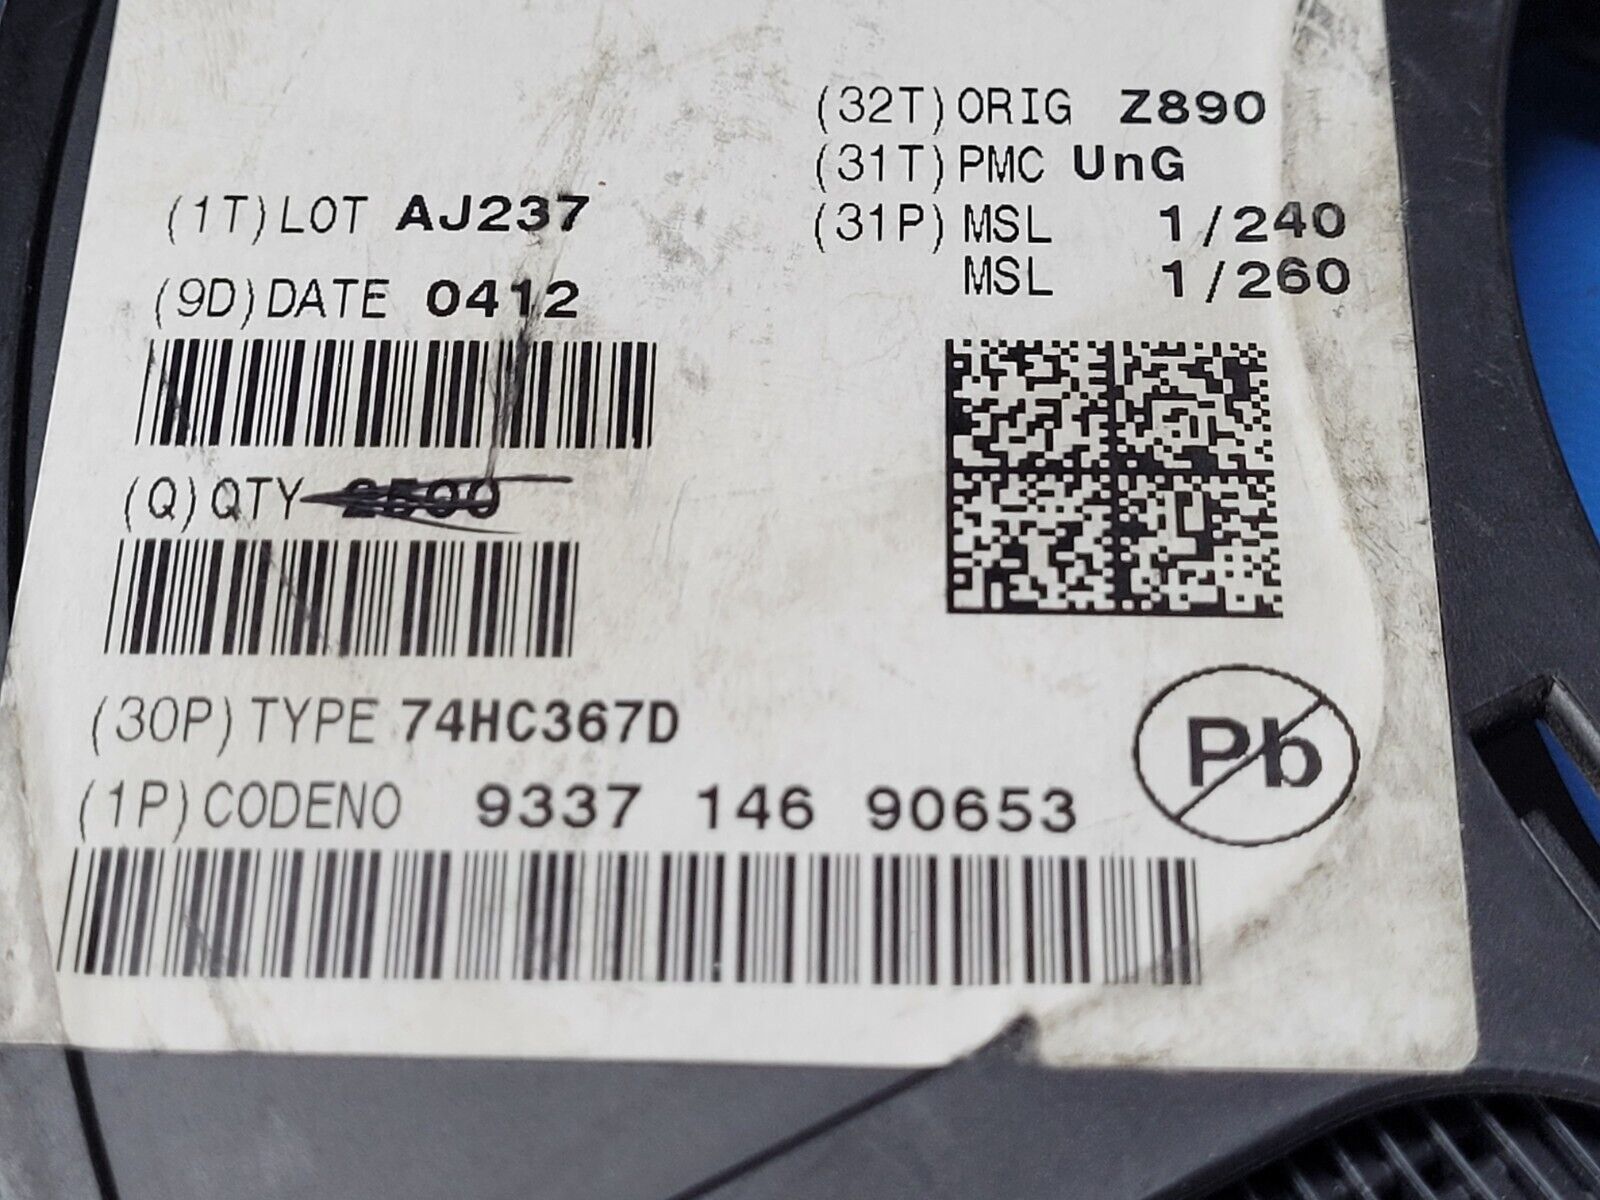 (32T) ORIG Z890
(31T) PMC UnG
(31P) MSL 1/240
MSL 1/260
(1T) LOT AJ237
(9D) DATE 0412
(Q) QTY 2500
(30P) TYPE 74HC367D
(1P) CODENO 9337 146 90653
Pb